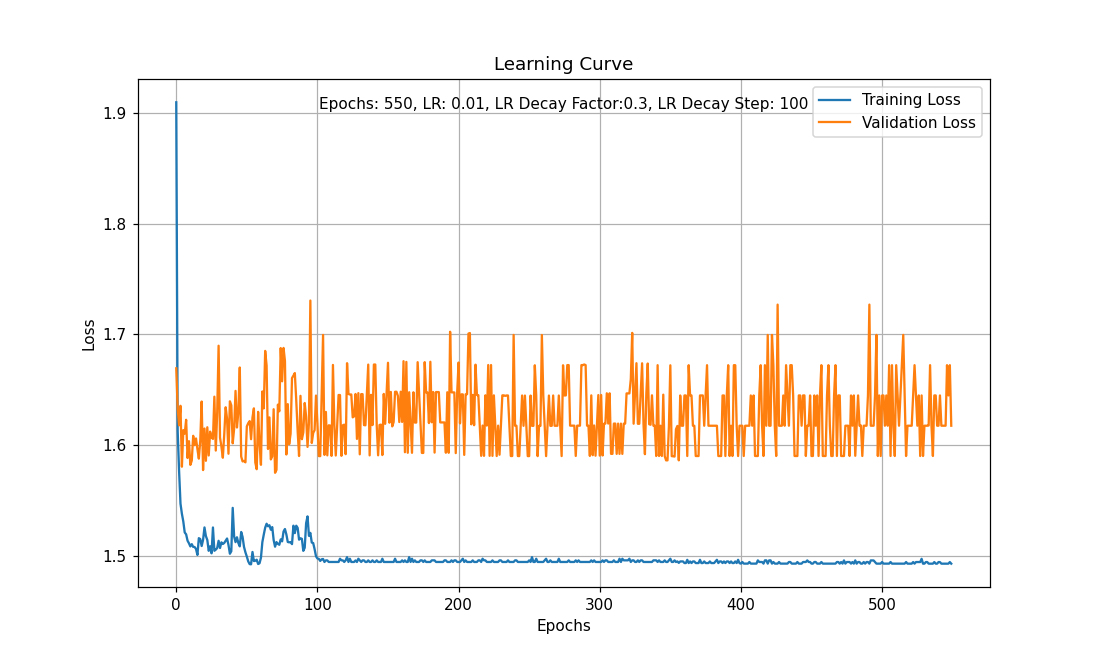 Learning Curve
Epochs: 550, LR: 0.01, LR Decay Factor:0.3, LR Decay Step: 100
Training Loss
Validation Loss
1.9
1.8
1.7
1.6
1.5
Loss
0
100
200
300
400
500
Epochs